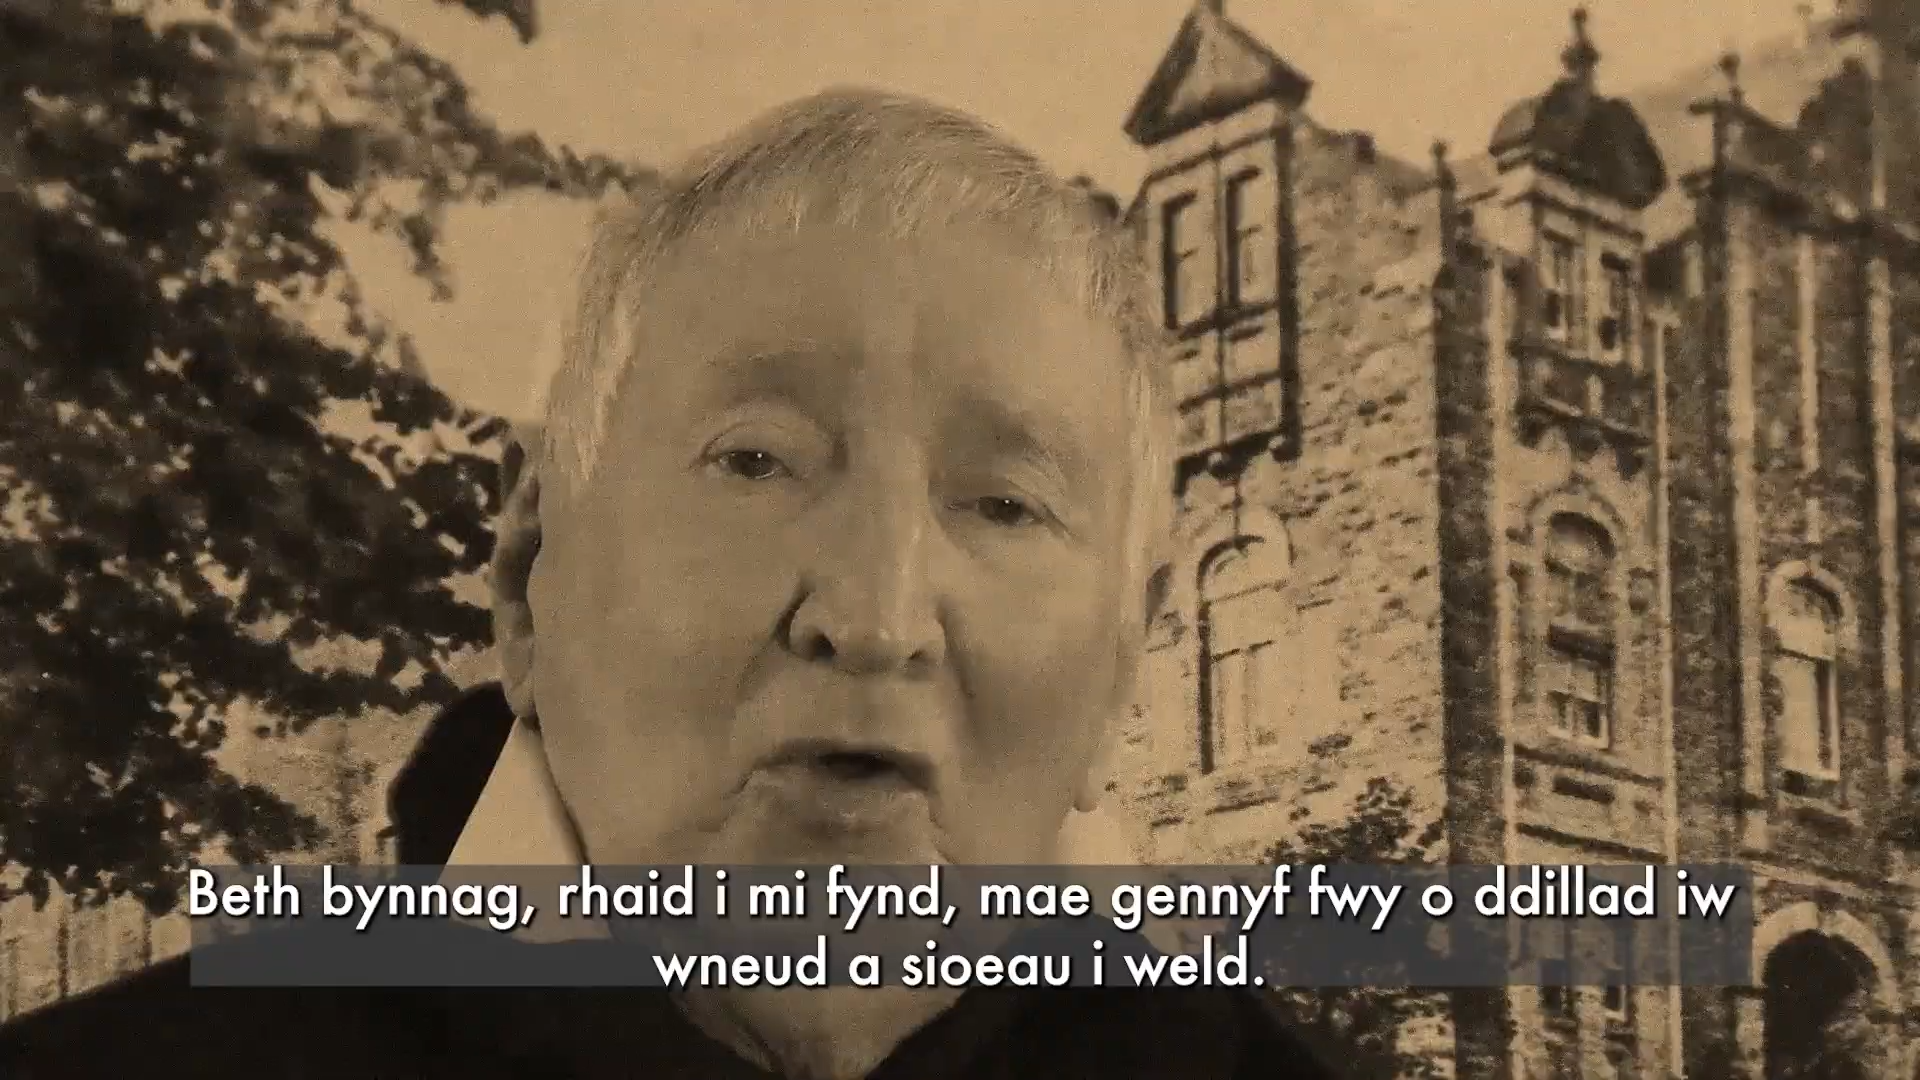 Beth bynnag, rhaid i mi fynd, mae gennyf fwy o ddillad iw
wneud a sioeau i weld.